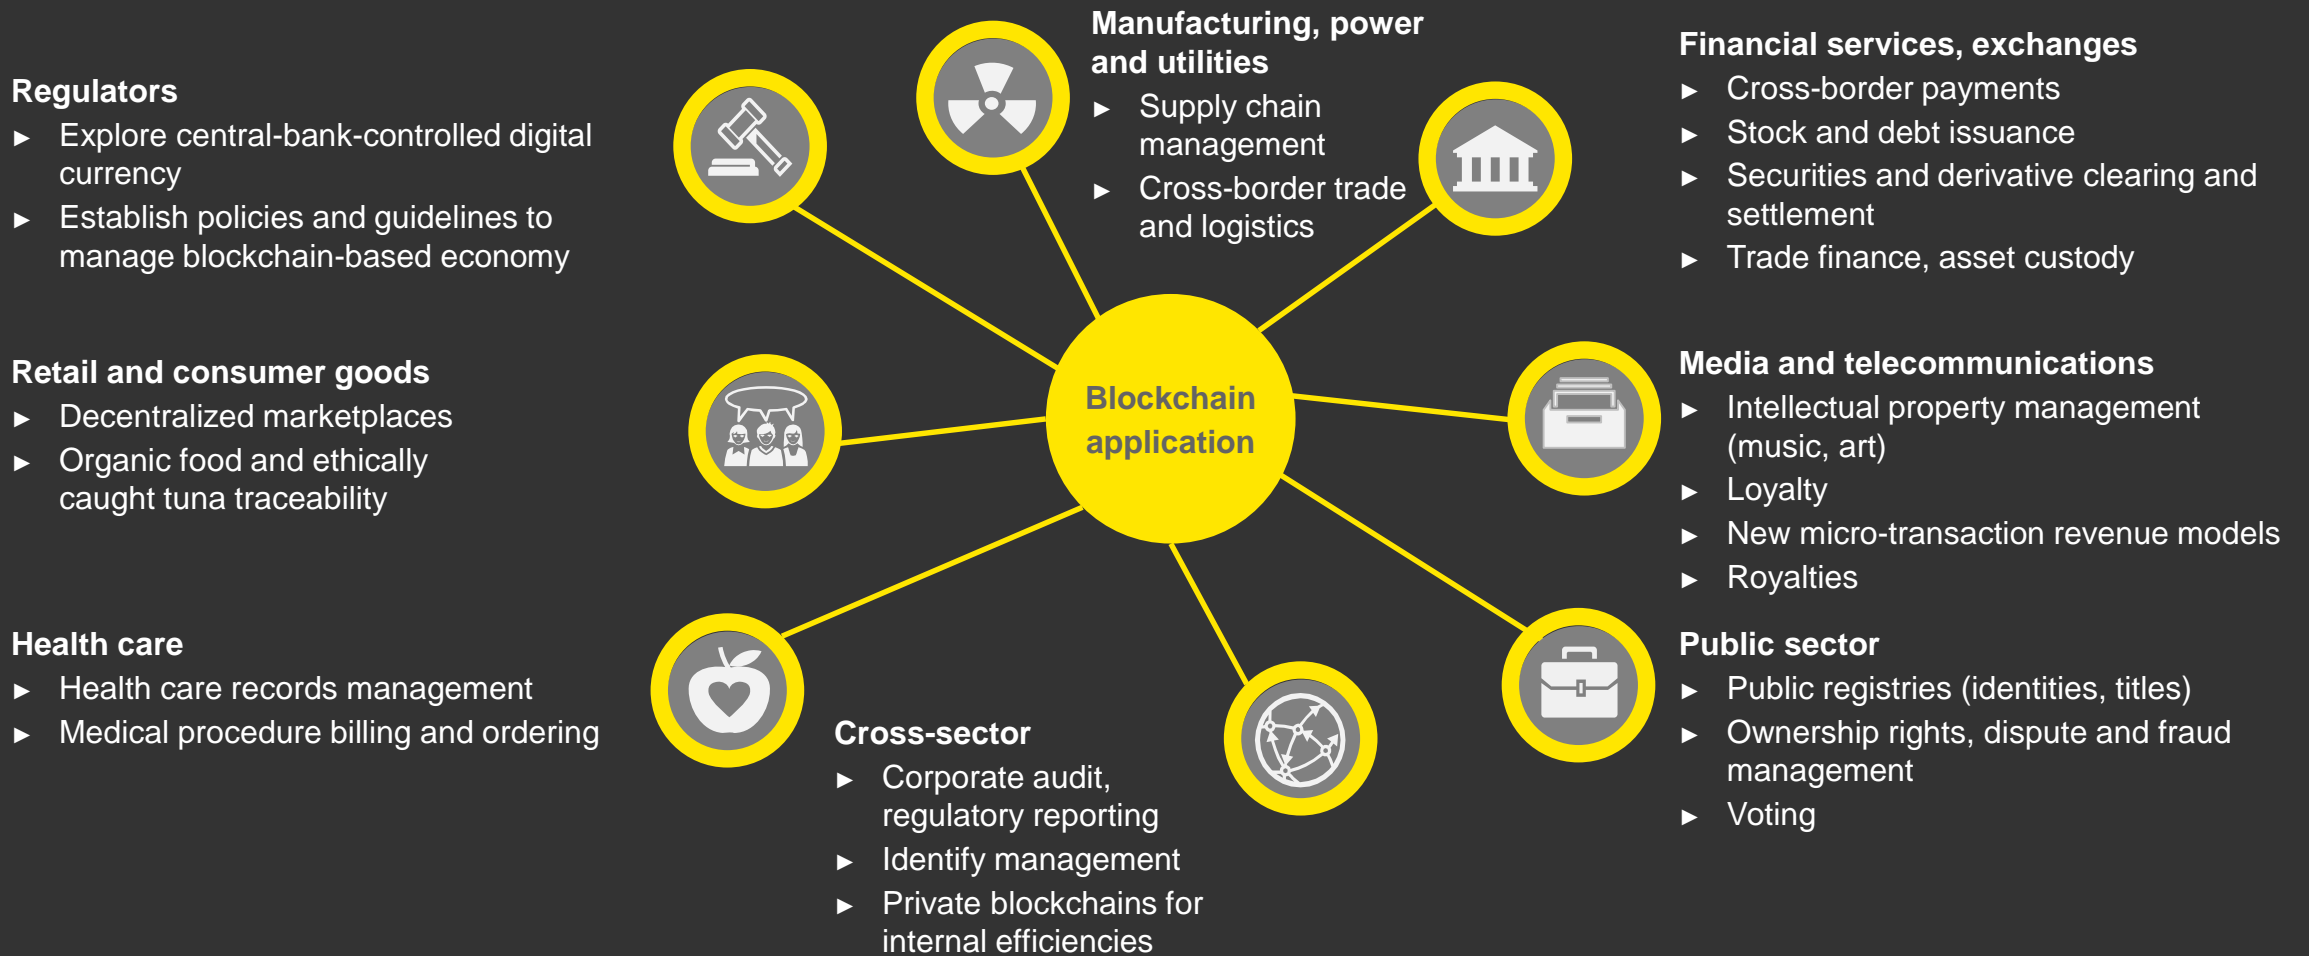 Regulators
► Explore central-bank-controlled digital
currency
► Establish policies and guidelines to
manage blockchain-based economy
Manufacturing, power
and utilities
► Supply chain
management
► Cross-border trade
and logistics
Financial services, exchanges
► Cross-border payments
► Stock and debt issuance
► Securities and derivative clearing and
settlement
► Trade finance, asset custody
Retail and consumer goods
► Decentralized marketplaces
► Organic food and ethically
caught tuna traceability
Blockchain
application
Media and telecommunications
► Intellectual property management
(music, art)
► Loyalty
► New micro-transaction revenue models
► Royalties
Health care
► Health care records management
► Medical procedure billing and ordering
Cross-sector
► Corporate audit,
regulatory reporting
► Identify management
► Private blockchains for
internal efficiencies
Public sector
► Public registries (identities, titles)
► Ownership rights, dispute and fraud
management
► Voting